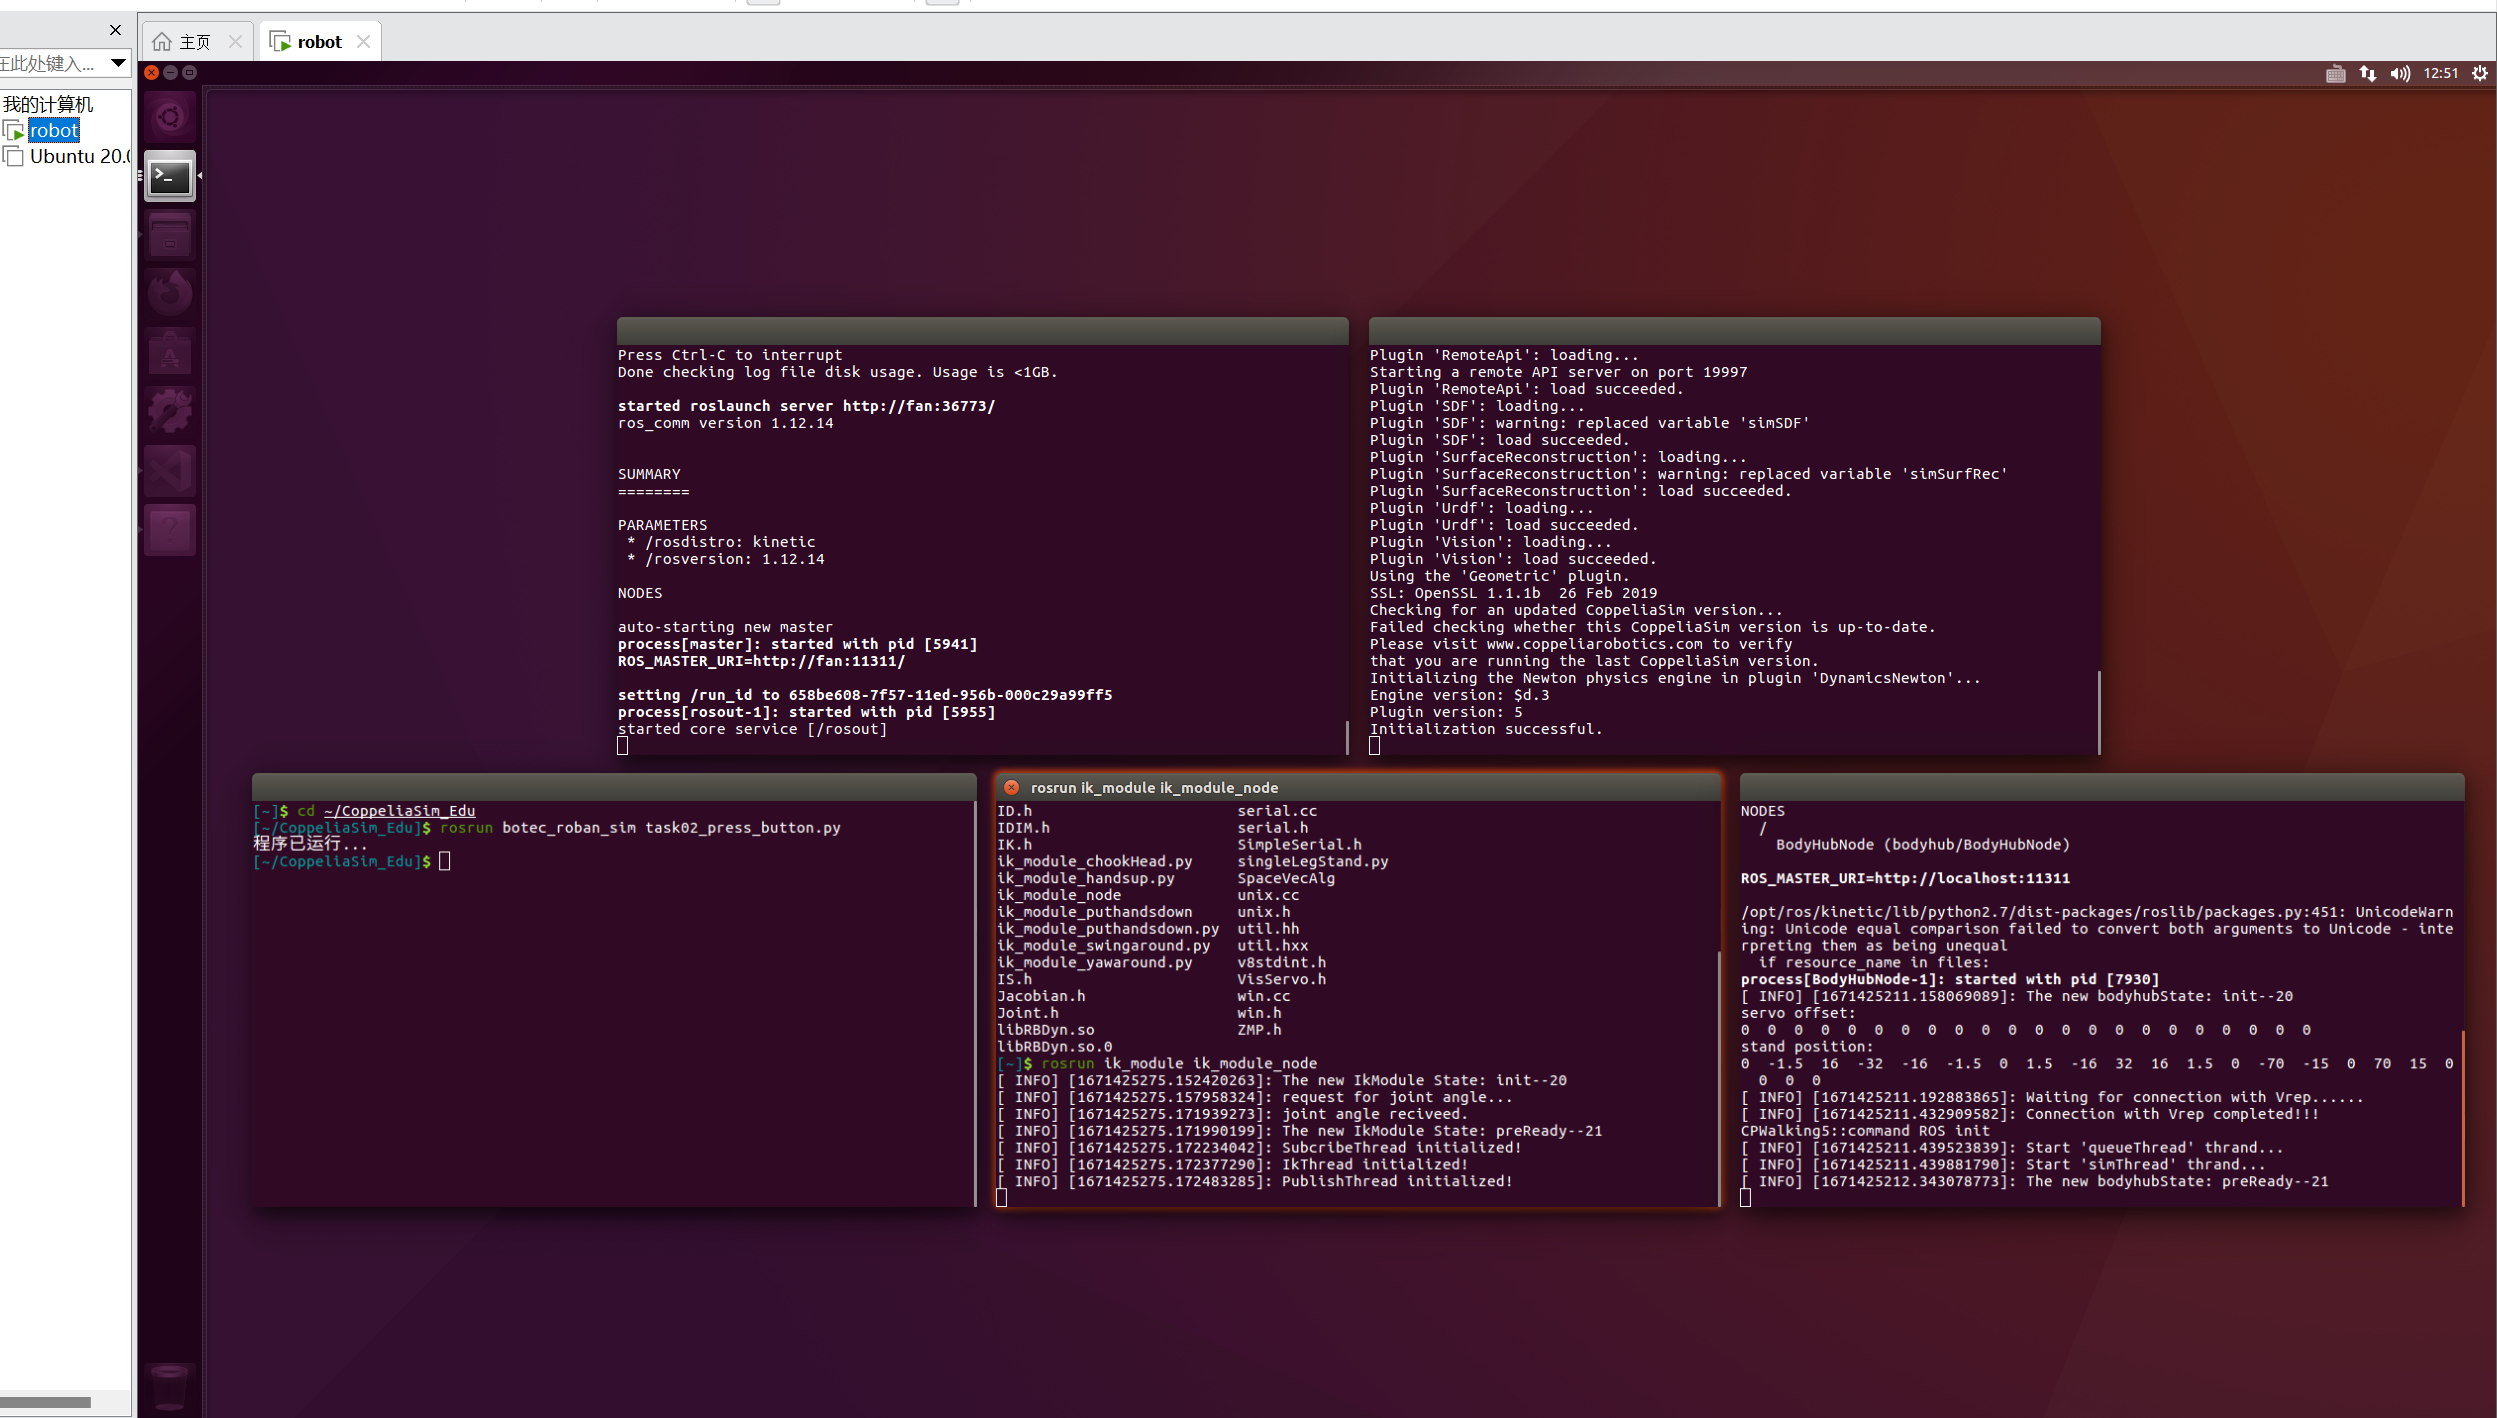 主页
robot
在此处键入...
我的计算机
robot
Ubuntu 20.
12:51
Press Ctrl-C to interrupt
Done checking log file disk usage. Usage is <1GB.
started roslaunch server http://fan:36773/
ros_comm version 1.12.14
SUMMARY
========
PARAMETERS
* /rosdistro: kinetic
* /rosversion: 1.12.14
NODES
auto-starting new master
process[master]: started with pid [5941]
ROS_MASTER_URI=http://fan:11311/
setting /run_id to 658be608-7f57-11ed-956b-000c29a99ff5
process[rosout-1]: started with pid [5955]
started core service [/rosout]
Plugin 'RemoteApi': loading...
Starting a remote API server on port 19997
Plugin 'RemoteApi': load succeeded.
Plugin 'SDF': loading...
Plugin 'SDF': warning: replaced variable 'simSDF'
Plugin 'SDF': load succeeded.
Plugin 'SurfaceReconstruction': loading...
Plugin 'SurfaceReconstruction': warning: replaced variable 'simSurfRec'
Plugin 'SurfaceReconstruction': load succeeded.
Plugin 'Urdf': loading...
Plugin 'Urdf': load succeeded.
Plugin 'Vision': loading...
Plugin 'Vision': load succeeded.
Using the 'Geometric' plugin.
SSL: OpenSSL 1.1.1b  26 Feb 2019
Checking for an updated CoppeliaSim version...
Failed checking whether this CoppeliaSim version is up-to-date.
Please visit www.coppeliarobotics.com to verify
that you are running the last CoppeliaSim version.
Initializing the Newton physics engine in plugin 'DynamicsNewton'...
Engine version: $d.3
Plugin version: 5
Initialization successful.
[~]$ cd ~/CoppeliaSim_Edu
[~/CoppeliaSim_Edu]$ rosrun botec_roban_sim task02_press_button.py
程序已运行...
[~/CoppeliaSim_Edu]$
rosrun ik_module ik_module_node
ID.h serial.cc
IDIM.h serial.h
IK.h SimpleSerial.h
ik_module_chookHead.py singleLegStand.py
ik_module_handsup.py SpaceVecAlg
ik_module_node unix.cc
ik_module_puthandsdown unix.h
ik_module_puthandsdown.py util.hh
ik_module_swingaround.py util.hxx
ik_module_yawaround.py v8stdint.h
IS.h VisServo.h
Jacobian.h win.cc
Joint.h win.h
libRBDyn.so ZMP.h
libRBDyn.so.0
[~]$ rosrun ik_module ik_module_node
[ INFO] [1671425275.152420263]: The new IkModule State: init--20
[ INFO] [1671425275.157958324]: request for joint angle...
[ INFO] [1671425275.171939273]: joint angle reciveed.
[ INFO] [1671425275.171990199]: The new IkModule State: preReady--21
[ INFO] [1671425275.172234042]: SubcribeThread initialized!
[ INFO] [1671425275.172377290]: IkThread initialized!
[ INFO] [1671425275.172483285]: PublishThread initialized!
NODES
/
BodyHubNode (bodyhub/BodyHubNode)
ROS_MASTER_URI=http://localhost:11311
/opt/ros/kinetic/lib/python2.7/dist-packages/roslib/packages.py:451: UnicodeWarn
ing: Unicode equal comparison failed to convert both arguments to Unicode - inte
rpreting them as being unequal
if resource_name in files:
process[BodyHubNode-1]: started with pid [7930]
[ INFO] [1671425211.158069089]: The new bodyhubState: init--20
servo offset:
0 0 0 0 0 0 0 0 0 0 0 0 0 0 0 0 0 0 0 0 0 0
stand position:
0 -1.5 16 -32 -16 -1.5 0 1.5 -16 32 16 1.5 0 -70 -15 0 70 15 0
0 0 0
[ INFO] [1671425211.192883865]: Waiting for connection with Vrep......
[ INFO] [1671425211.432909582]: Connection with Vrep completed!!!
CPWalking5::command ROS init
[ INFO] [1671425211.439523839]: Start 'queueThread' thrand...
[ INFO] [1671425211.439881790]: Start 'simThread' thrand...
[ INFO] [1671425212.343078773]: The new bodyhubState: preReady--21